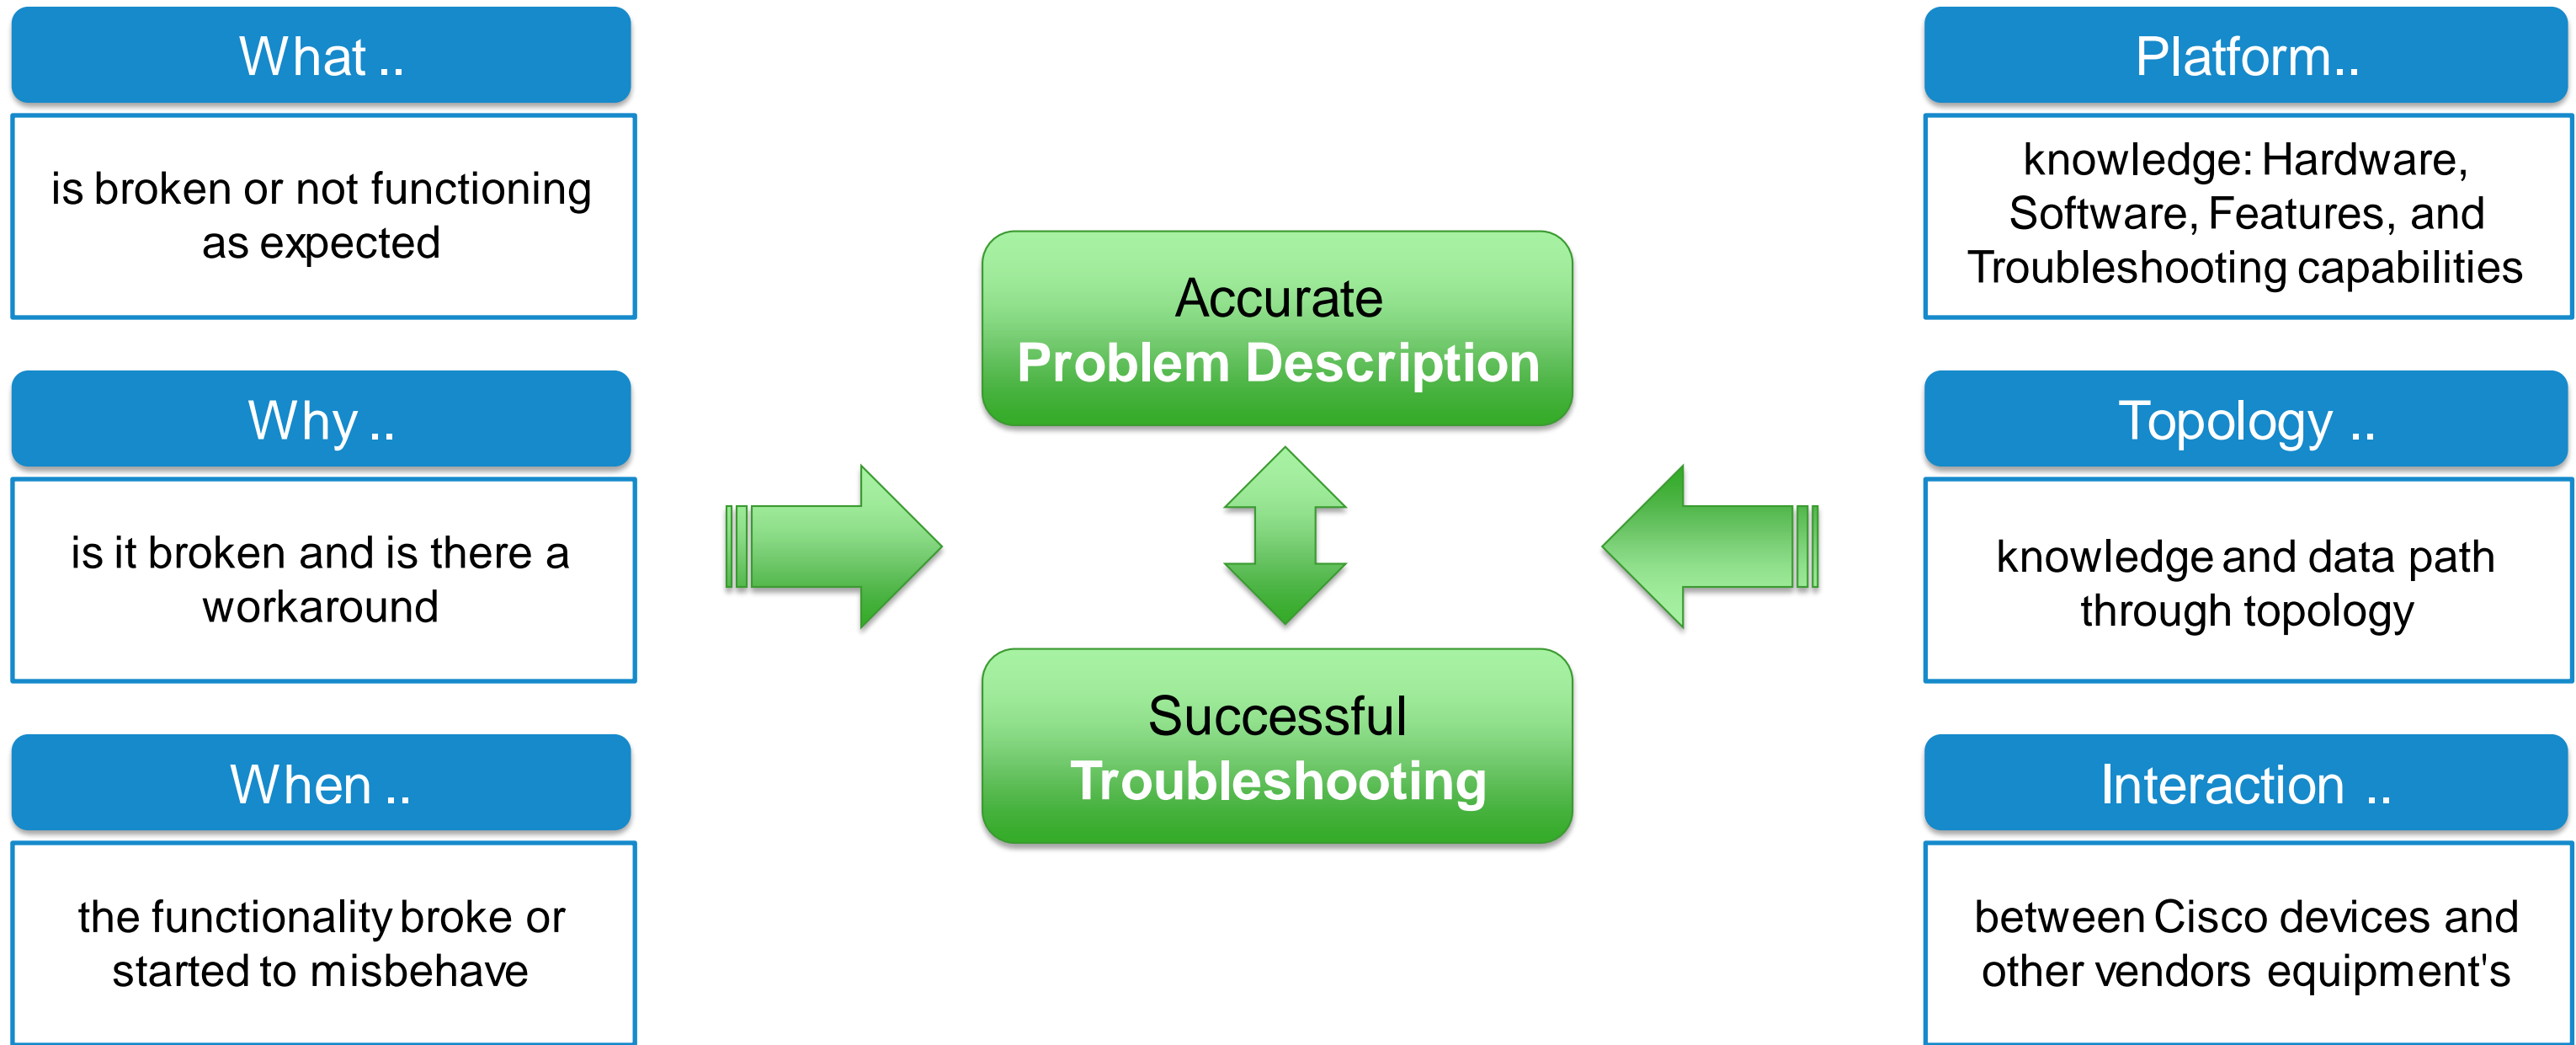 What ..
is broken or not functioning
as expected
Why ..
is it broken and is there a
workaround
When ..
the functionality broke or
started to misbehave
Accurate
Problem Description
Successful
Troubleshooting
Platform..
knowledge: Hardware,
Software, Features, and
Troubleshooting capabilities
Topology ..
knowledge and data path
through topology
Interaction ..
between Cisco devices and
other vendors equipment's